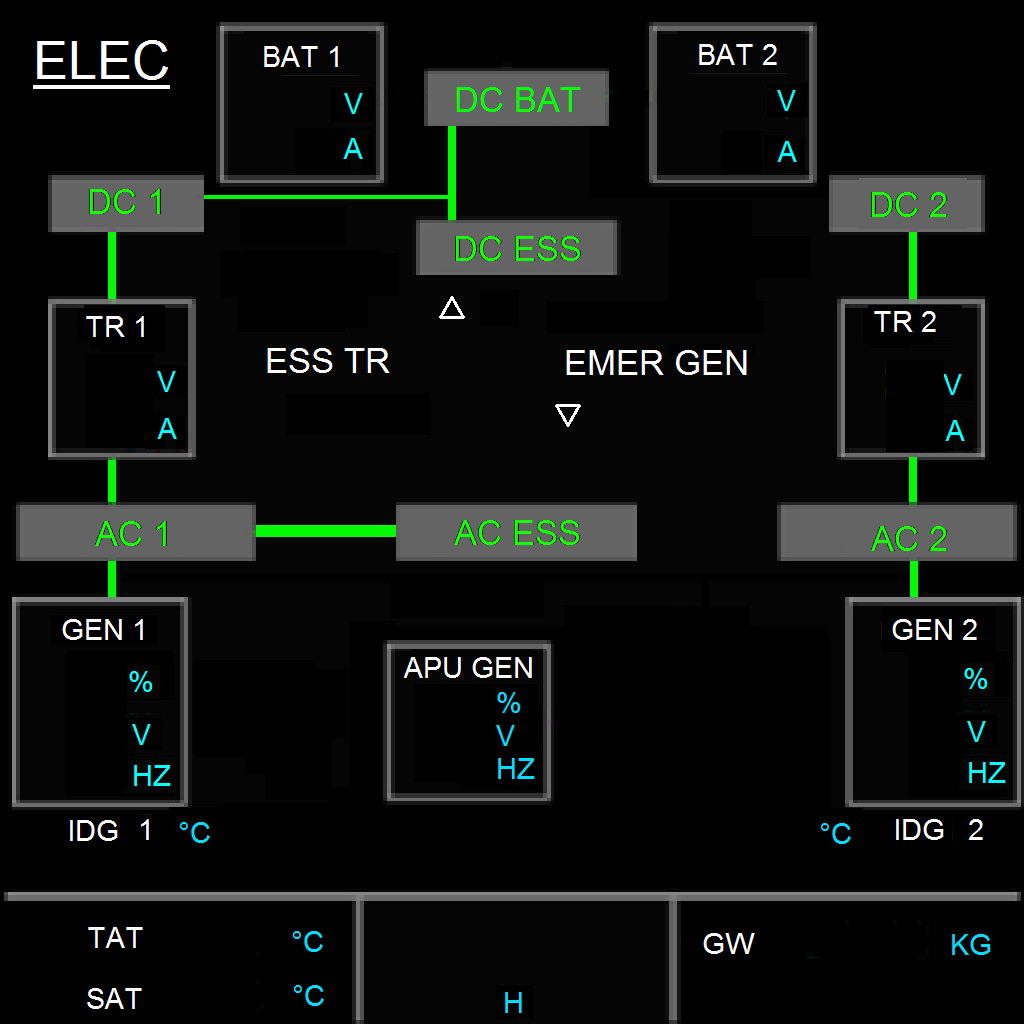 ELEC
BAT 1
V
A
DC BAT
BAT 2
V
A
DC 1
DC ESS
DC 2
TR 1
V
A
ESS TR
EMER GEN
TR 2
V
A
AC 1
AC ESS
AC 2
GEN 1
%
V
HZ
APU GEN
%
V
HZ
GEN 2
%
V
HZ
IDG 1 °C
°C IDG 2
TAT °C
SAT °C
H
GW KG